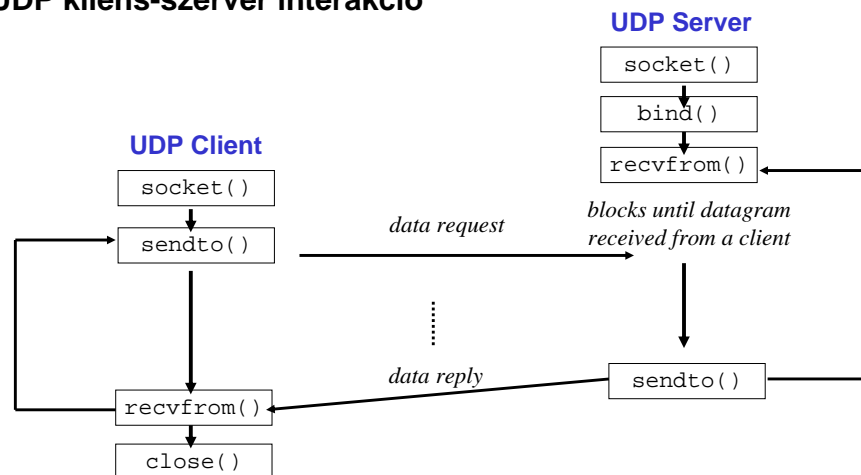 UDP kliens-szerver interakció
UDP Server
socket()
bind()
recvfrom()
blocks until datagram
received from a client
sendto()
UDP Client
socket()
sendto()
recvfrom()
close()
data request
data reply